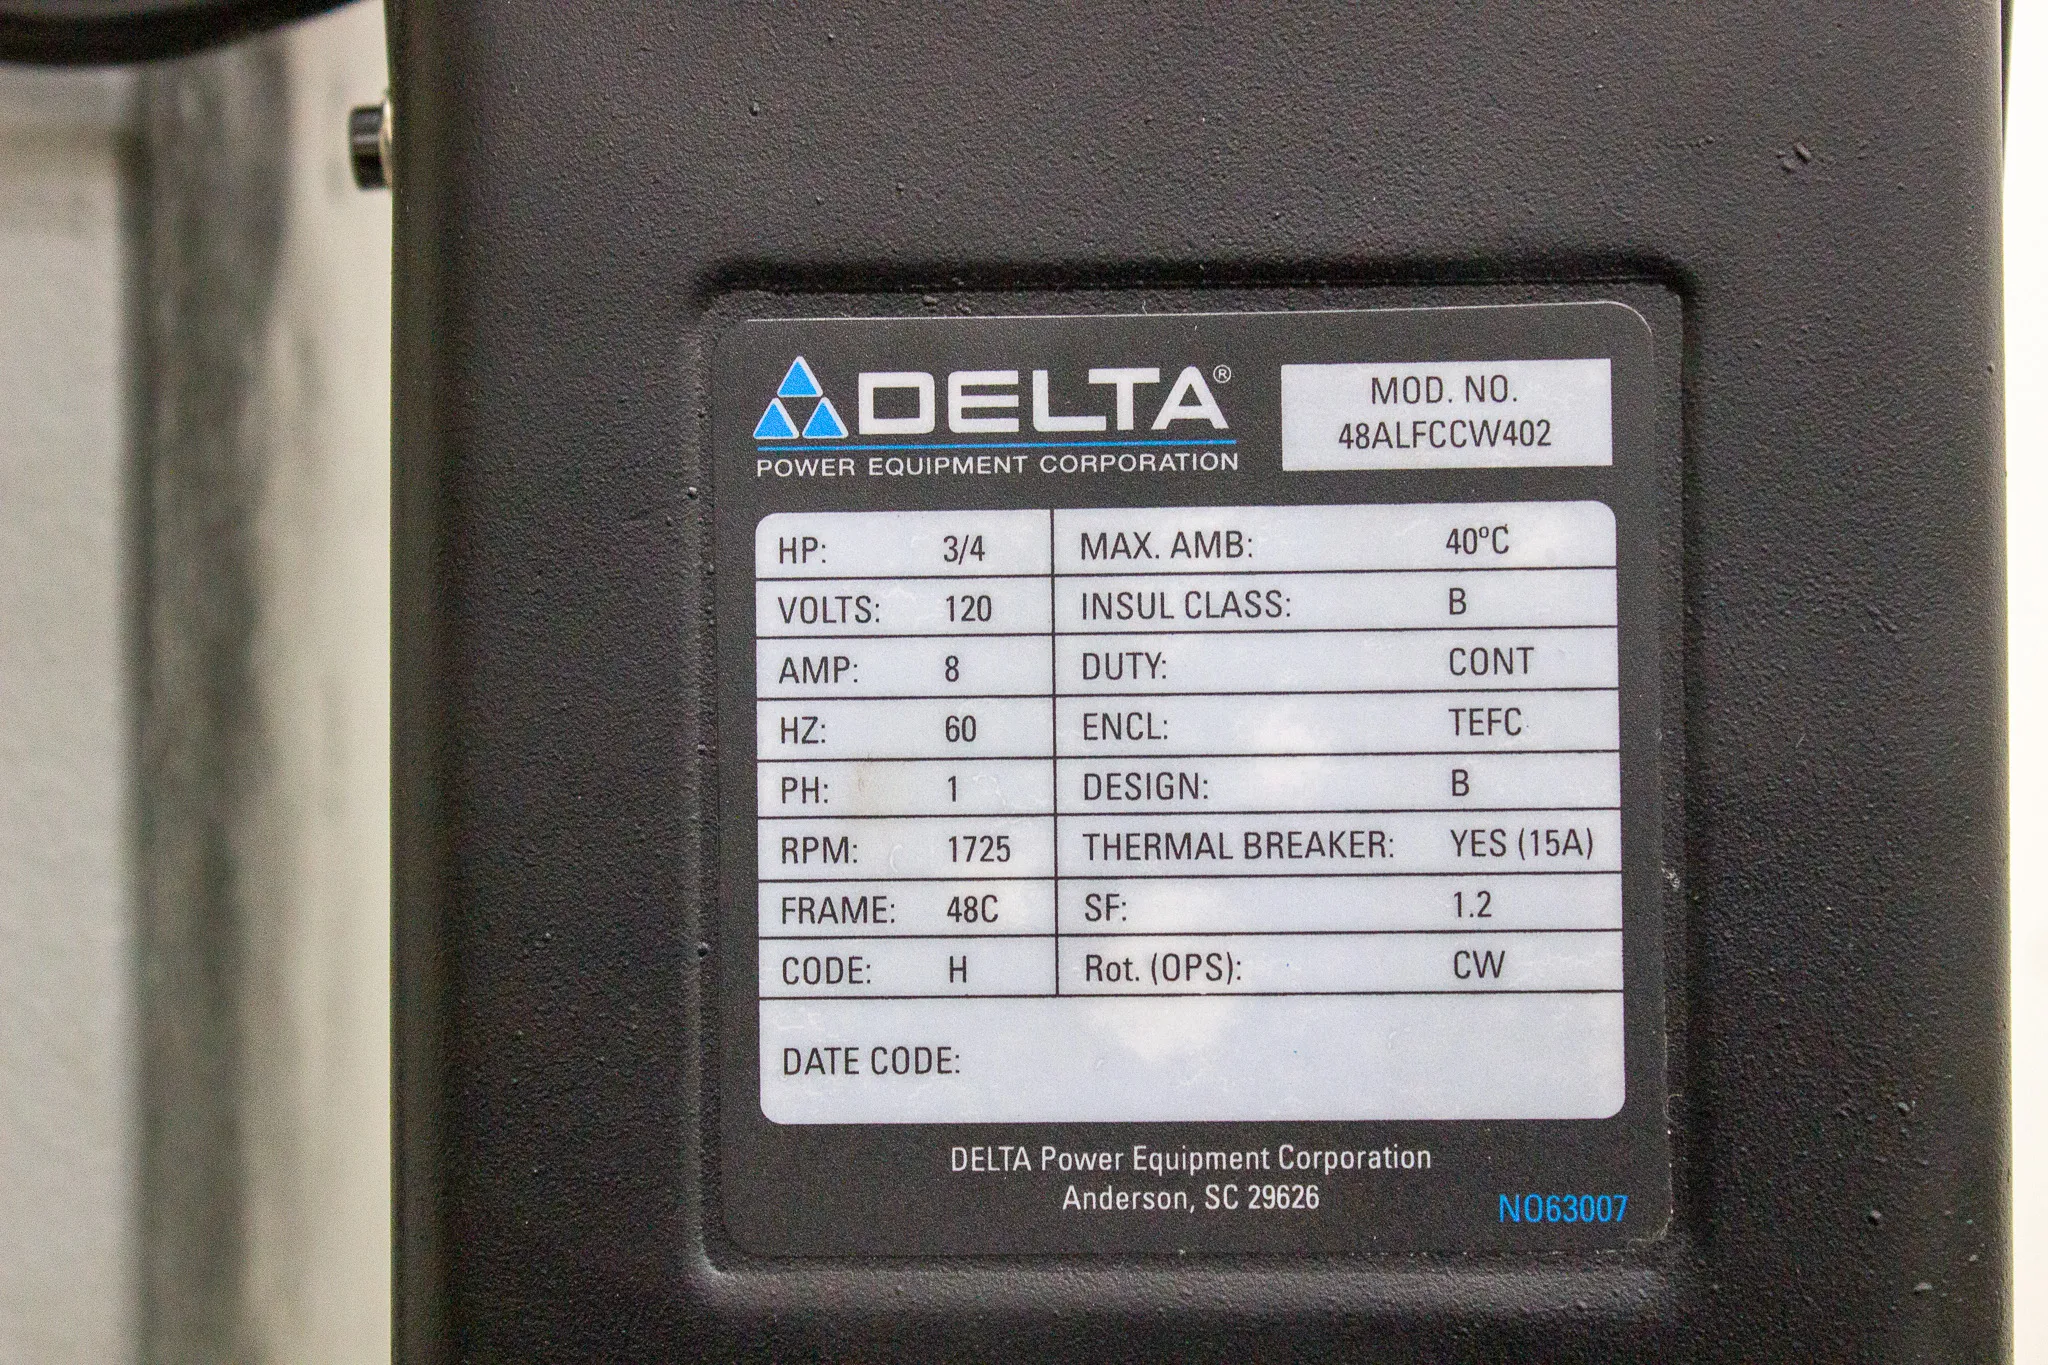 DELTA®
POWER EQUIPMENT CORPORATION
MOD. NO.
48ALFCCW402
HP: 3/4 MAX. AMB: 40ºC
VOLTS: 120 INSUL CLASS: B
AMP: 8 DUTY: CONT
HZ: 60 ENCL: TEFC
PH: 1 DESIGN: B
RPM: 1725 THERMAL BREAKER: YES (15A)
FRAME: 48C SF: 1.2
CODE: H Rot. (OPS): CW
DATE CODE:
DELTA Power Equipment Corporation
Anderson, SC 29626
NO63007